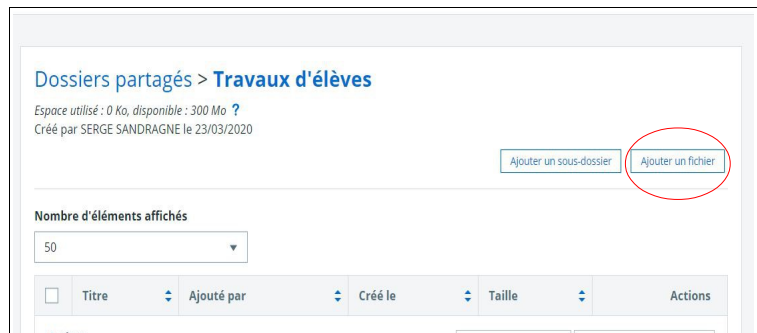 Dossiers partagés > Travaux d'élèves
Espace utilisé : 0 Ko, disponible : 300 Mo ?
Créé par SERGE SANDRAGNE le 23/03/2020
Ajouter un sous-dossier Ajouter un fichier
Nombre d'éléments affichés
50
Titre Ajouté par Créé le Taille Actions